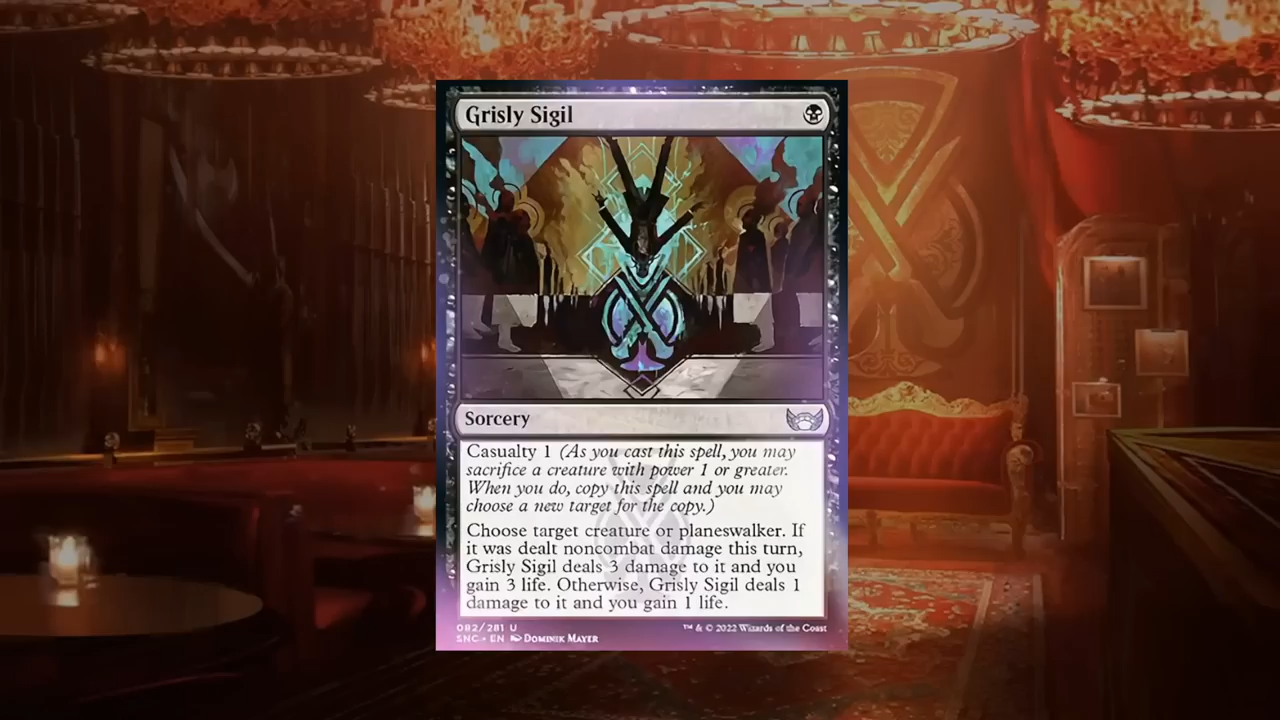 Grisly Sigil
Sorcery
Casualty 1 (As you cast this spell, you may
sacrifice a creature with power 1 or greater.
When you do, copy this spell and you may
choose a new target for the copy.)
Choose target creature or planeswalker. If
it was dealt noncombat damage this turn,
Grisly Sigil deals 3 damage to it and you
gain 3 life. Otherwise, Grisly Sigil deals 1
damage to it and you gain 1 life.
082/281 U
™ & © 2022 Wizards of the Coast
SNC • EN Dominik Mayer